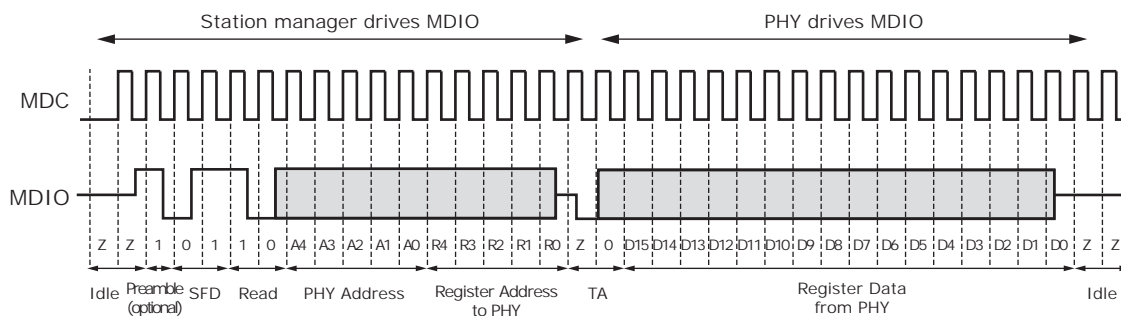 Station manager drives MDIO PHY drives MDIO
MDC
MDIO
Z Z 1 0 1 1 0 A4 A3 A2 A1 A0 R4 R3 R2 R1 R0 Z 0 D15 D14 D13 D12 D11 D10 D9 D8 D7 D6 D5 D4 D3 D2 D1 D0 Z Z
Idle Preamble (optional) SFD Read PHY Address Register Address to PHY TA Register Data from PHY Idle